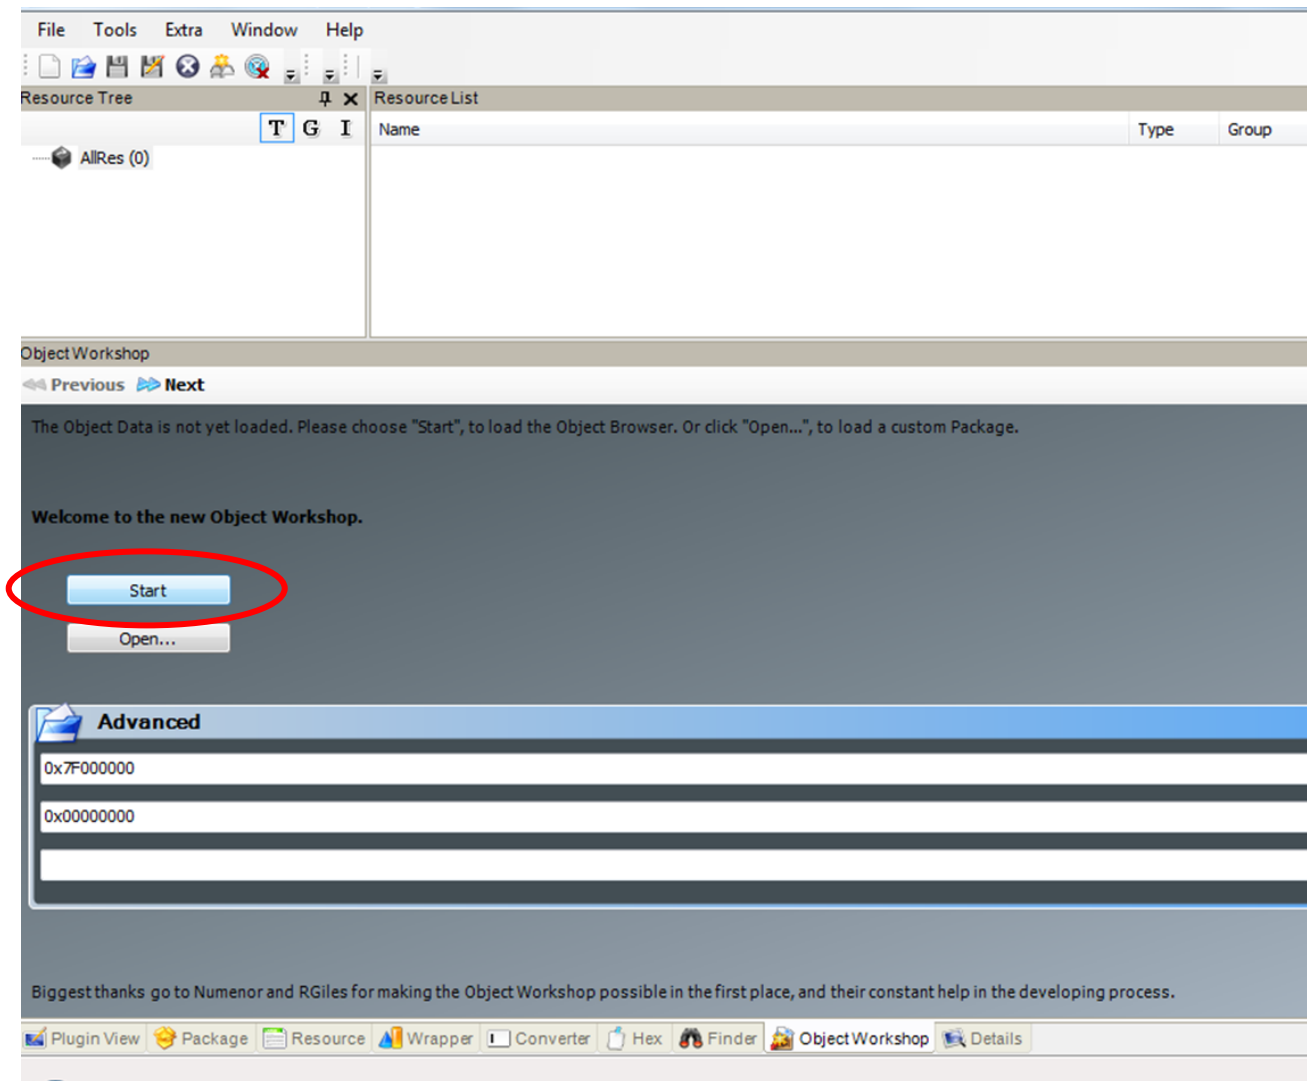 File Tools Extra Window Help
Resource Tree
Resource List
T G I
Name Type Group
AllRes (0)
Object Workshop
Previous Next
The Object Data is not yet loaded. Please choose "Start", to load the Object Browser. Or click "Open...", to load a custom Package.
Welcome to the new Object Workshop.
Start
Open...
Advanced
0x7F000000
0x00000000
Biggest thanks go to Numenor and RGiles for making the Object Workshop possible in the first place, and their constant help in the developing process.
Plugin View Package Resource Wrapper Converter Hex Finder Object Workshop Details